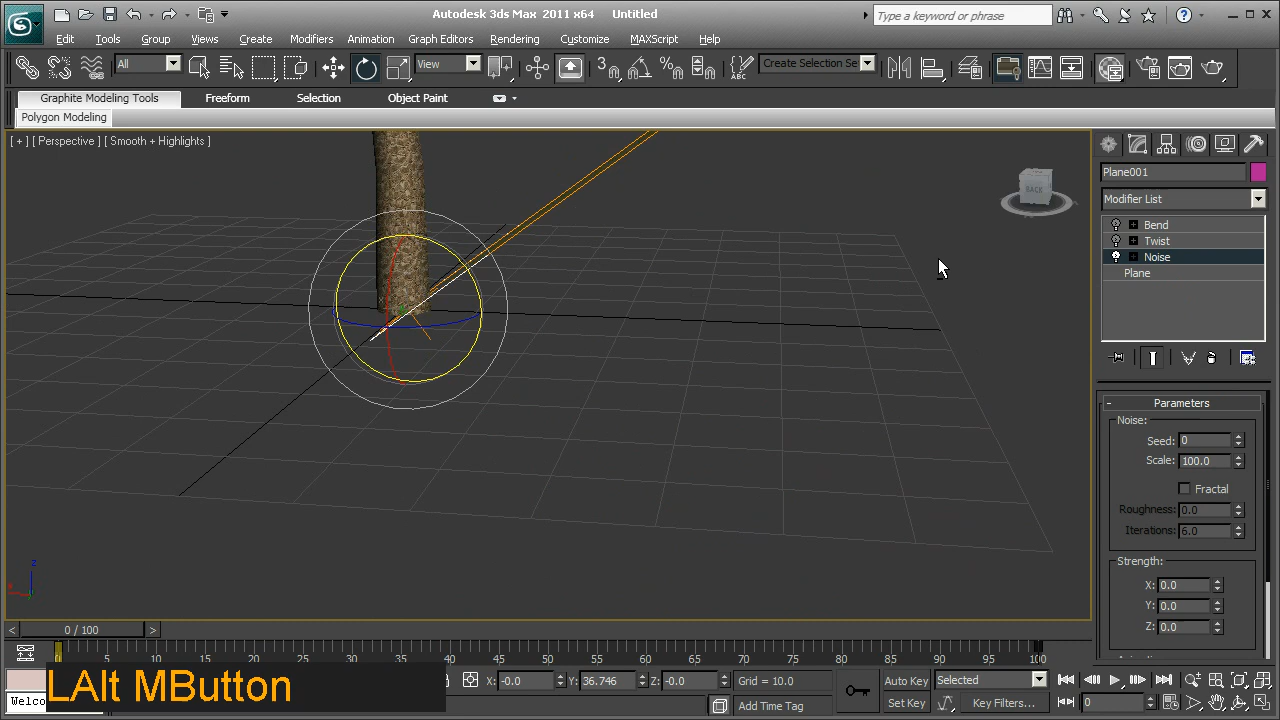 Autodesk 3ds Max 2011 x64 Untitled
Type a keyword or phrase
Edit Tools Group Views Create Modifiers Animation Graph Editors Rendering Customize MAXScript Help
All View 3 Create Selection Se
Graphite Modeling Tools Freeform Selection Object Paint
Polygon Modeling
[ + ] [ Perspective ] [ Smooth + Highlights ]
BACK
Plane001
Modifier List
Bend
Twist
Noise
Plane
- Parameters
Noise:
Seed: 0
Scale: 100.0
Fractal
Roughness: 0.0
Iterations: 6.0
Strength:
X: 0.0
Y: 0.0
Z: 0.0
z
x
< 0 / 100 >
5 10 15 20 25 30 35 40 45 50 55 60 65 70 75 80 85 90 95 100
LAlt MButton
Welco
X: -0.0 Y: 36.746 Z: -0.0 Grid = 10.0
Add Time Tag
Auto Key Selected
Set Key Key Filters... 0